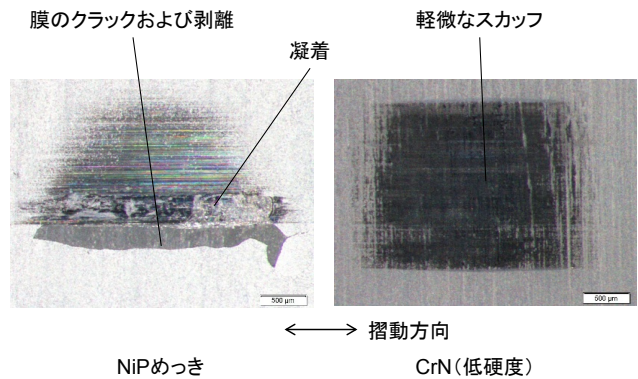 膜のクラックおよび剥離
凝着
軽微なスカッフ
500 μm
500 μm
摺動方向
NiPめっき
CrN(低硬度)